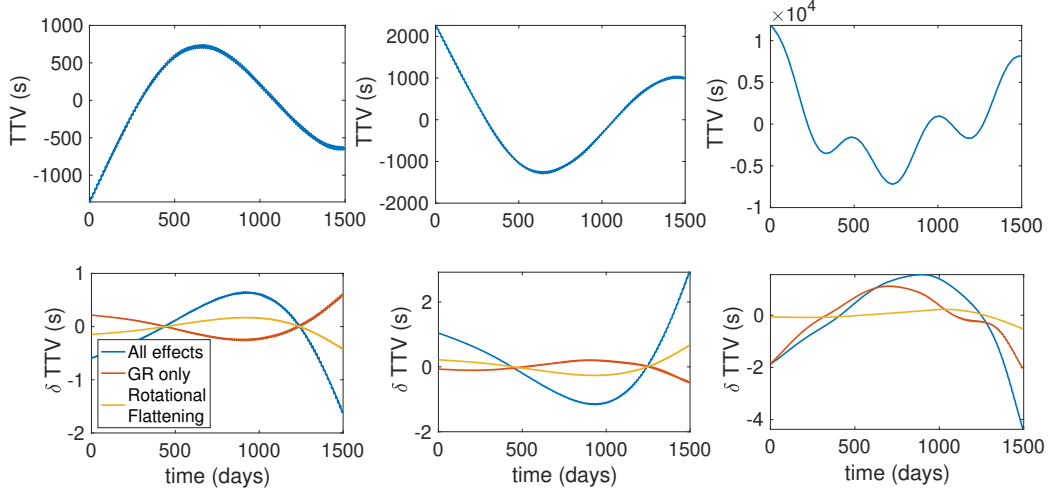 ×10⁴
1000
500
0
-500
-1000
TTV (s)
0 500 1000 1500
2000
1000
0
-1000
-2000
TTV (s)
0 500 1000 1500
1
0.5
0
-0.5
-1
TTV (s)
0 500 1000 1500
1
0
-1
-2
δ TTV (s)
All effects
GR only
Rotational
Flattening
0 500 1000 1500
time (days)
2
0
-2
δ TTV (s)
0 500 1000 1500
time (days)
0
-2
-4
δ TTV (s)
0 500 1000 1500
time (days)